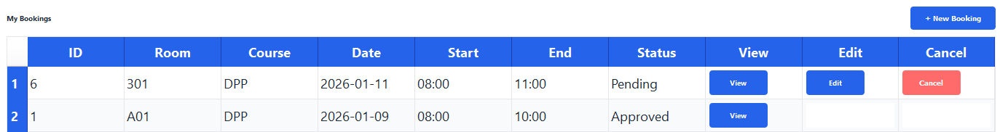 My Bookings + New Booking
ID Room Course Date Start End Status View Edit Cancel
1 6 301 DPP 2026-01-11 08:00 11:00 Pending View Edit Cancel
2 1 A01 DPP 2026-01-09 08:00 10:00 Approved View